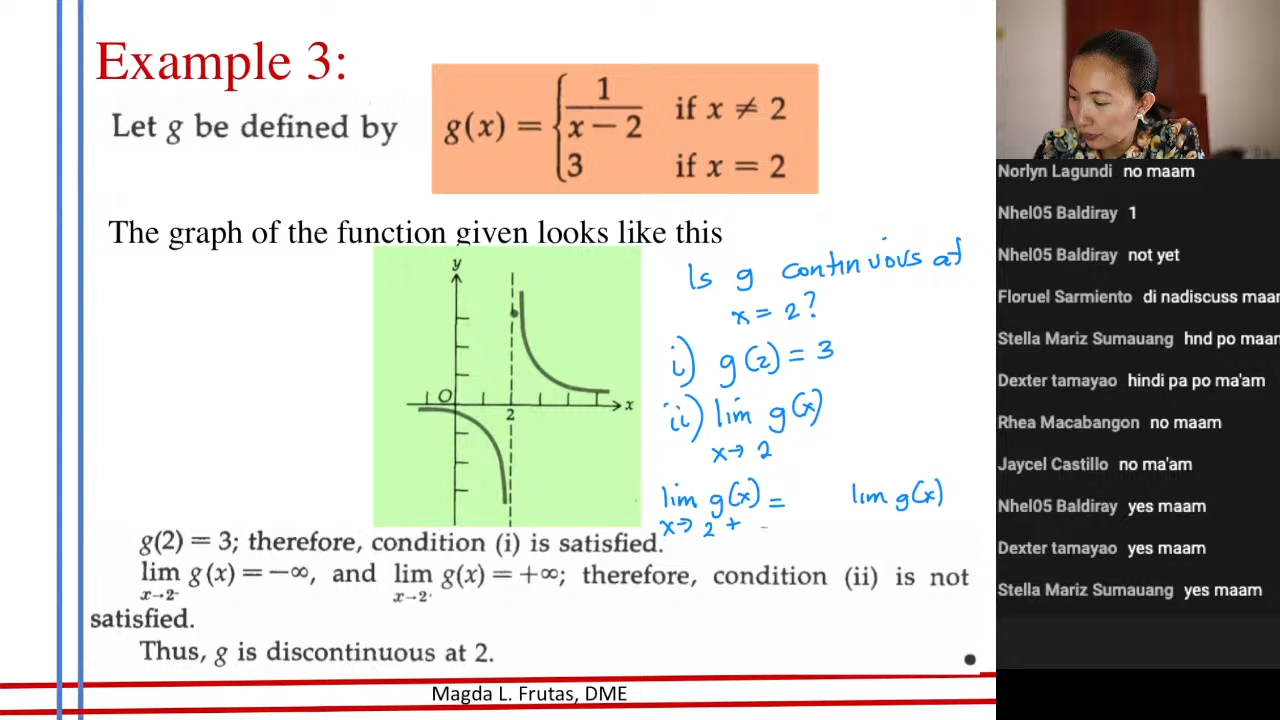 Example 3:
Let g be defined by
g(x) = { 1/(x − 2) if x ≠ 2
3 if x = 2
The graph of the function given looks like this
y
O
2
x
Is g continuous at
x = 2?
i) g(2) = 3
ii) lim g(x)
x→ 2
lim g(x) = lim g(x)
x→ 2 +
g(2) = 3; therefore, condition (i) is satisfied.
lim g(x) = −∞, and lim g(x) = +∞; therefore, condition (ii) is not
x→2⁻ x→2⁺
satisfied.
Thus, g is discontinuous at 2.
Magda L. Frutas, DME
Norlyn Lagundi no maam
Nhel05 Baldiray 1
Nhel05 Baldiray not yet
Floruel Sarmiento di nadiscuss maam
Stella Mariz Sumauang hnd po maam
Dexter tamayao hindi pa po ma'am
Rhea Macabangon no maam
Jaycel Castillo no ma'am
Nhel05 Baldiray yes maam
Dexter tamayao yes maam
Stella Mariz Sumauang yes maam